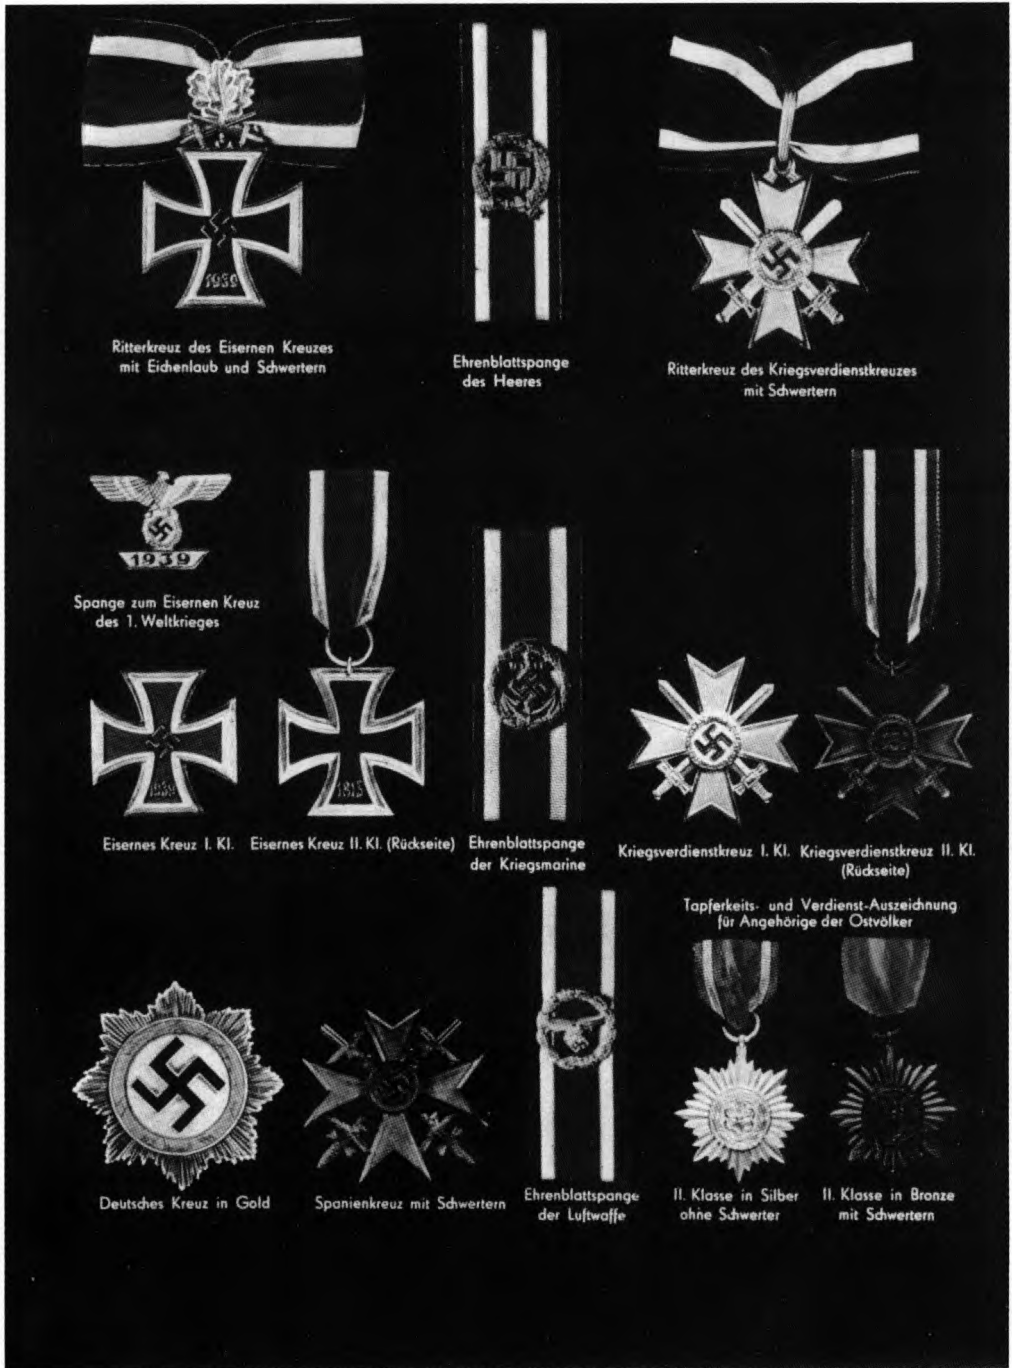 1939
Ritterkreuz des Eisernen Kreuzes
mit Eichenlaub und Schwertern
Ehrenblattspange
des Heeres
Ritterkreuz des Kriegsverdienstkreuzes
mit Schwertern
1939
Spange zum Eisernen Kreuz
des 1. Weltkrieges
1939
1813
Eisernes Kreuz I. Kl.
Eisernes Kreuz II. Kl. (Rückseite)
Ehrenblattspange
der Kriegsmarine
Kriegsverdienstkreuz I. Kl.
Kriegsverdienstkreuz II. Kl.
(Rückseite)
Tapferkeits- und Verdienst-Auszeichnung
für Angehörige der Ostvölker
Deutsches Kreuz in Gold
Spanienkreuz mit Schwertern
Ehrenblattspange
der Luftwaffe
II. Klasse in Silber
ohne Schwerter
II. Klasse in Bronze
mit Schwertern